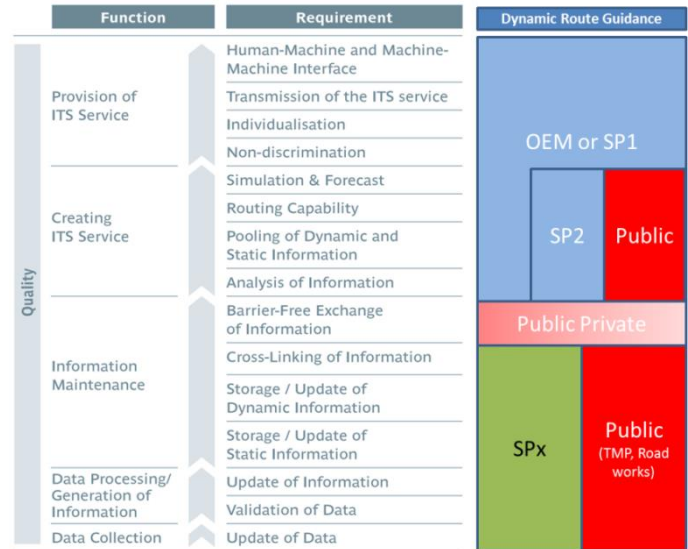 Function
Requirement
Dynamic Route Guidance
Quality
Provision of
ITS Service
Human-Machine and Machine-
Machine Interface
Transmission of the ITS service
Individualisation
Non-discrimination
Creating
ITS Service
Simulation & Forecast
Routing Capability
Pooling of Dynamic and
Static Information
Analysis of Information
Information
Maintenance
Barrier-Free Exchange
of Information
Cross-Linking of Information
Storage / Update of
Dynamic Information
Storage / Update of
Static Information
Data Processing/
Generation of
Information
Update of Information
Validation of Data
Data Collection
Update of Data
OEM or SP1
SP2
Public
Public Private
SPx
Public
(TMP, Road
works)